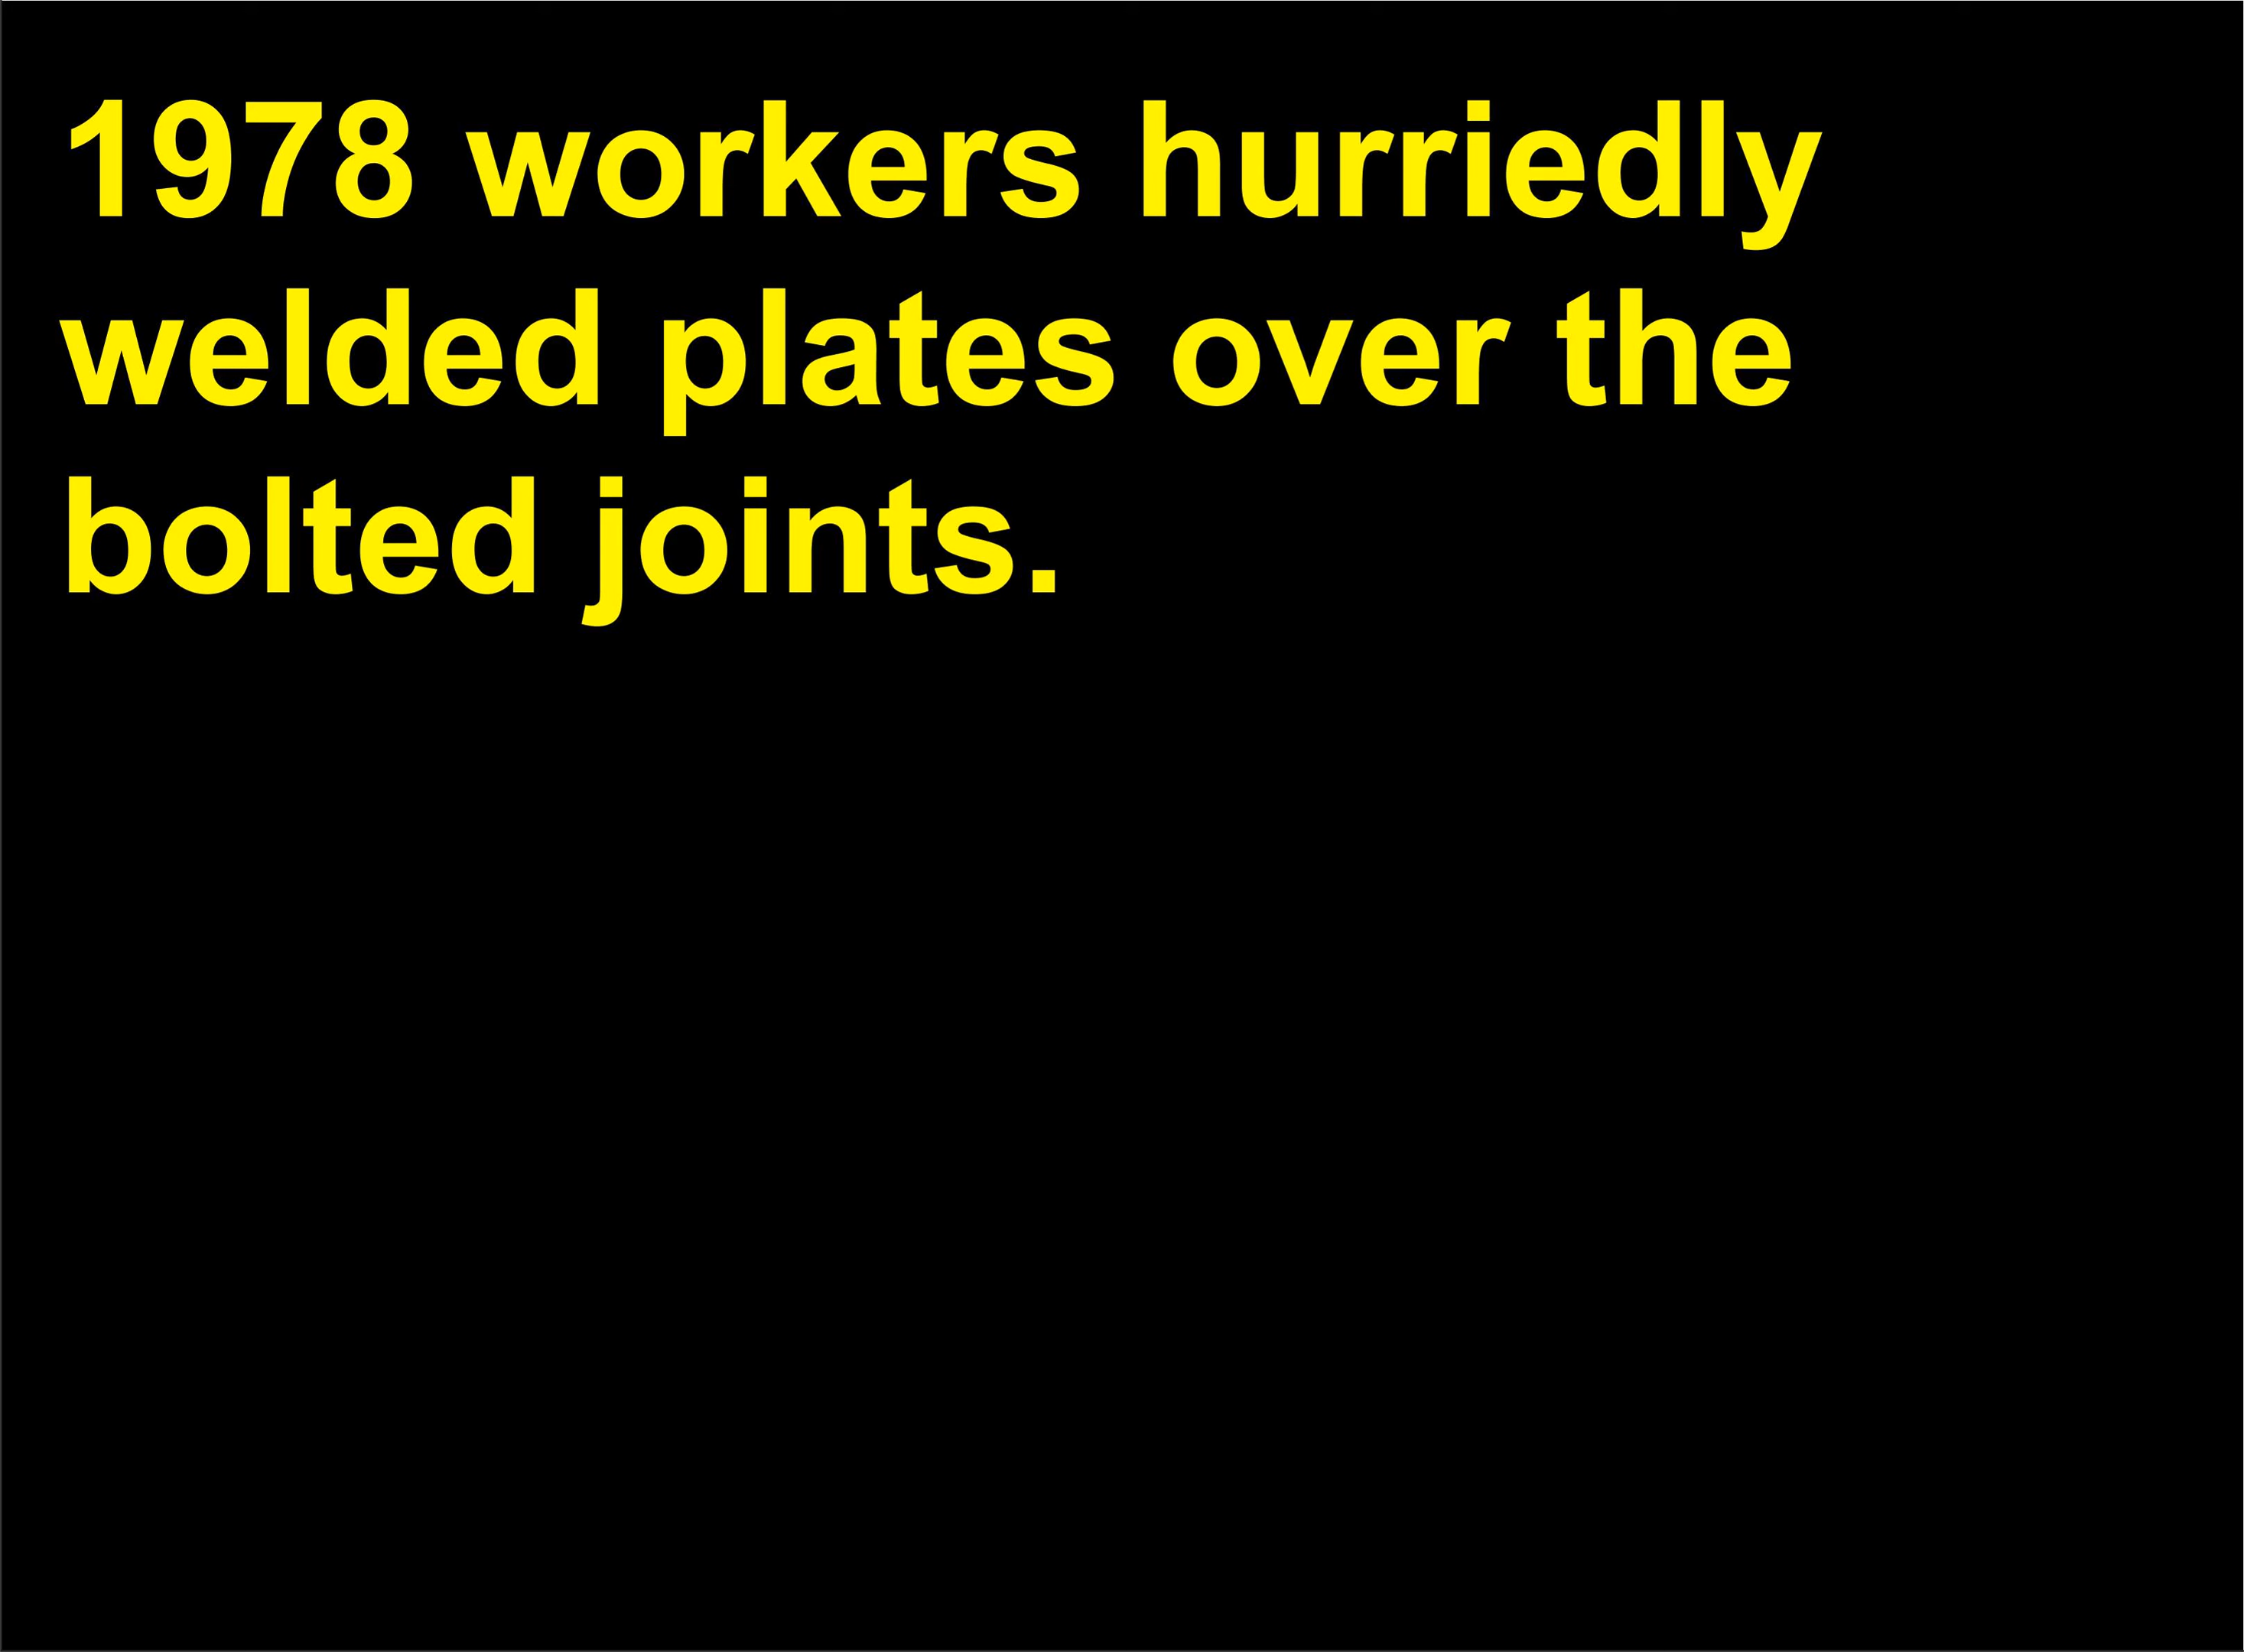 1978 workers hurriedly
welded plates over the
bolted joints.